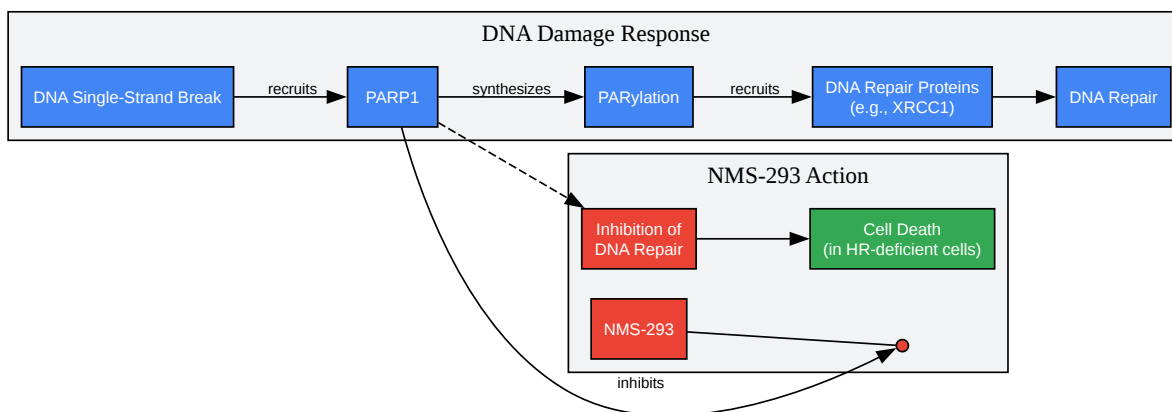 DNA Damage Response
DNA Single-Strand Break
recruits
PARP1
synthesizes
PARylation
recruits
DNA Repair Proteins
(e.g., XRCC1)
DNA Repair
NMS-293 Action
Inhibition of
DNA Repair
Cell Death
(in HR-deficient cells)
NMS-293
inhibits